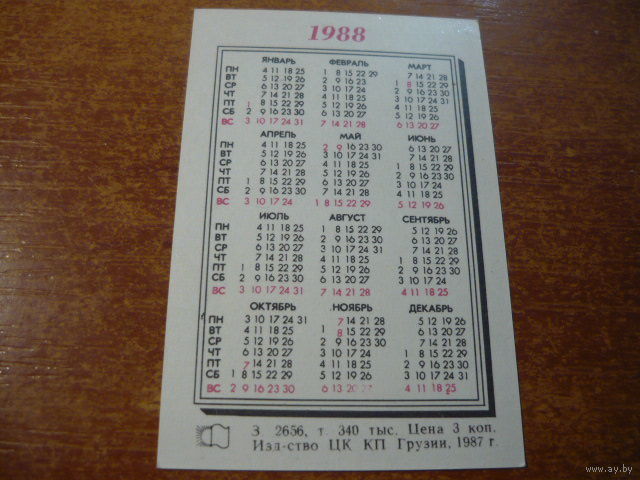 1988
ЯНВАРЬ ФЕВРАЛЬ МАРТ
ПН 4 11 18 25 1 8 15 22 29 7 14 21 28
ВТ 5 12 19 26 2 9 16 23 1 8 15 22 29
СР 6 13 20 27 3 10 17 24 2 9 16 23 30
ЧТ 7 14 21 28 4 11 18 25 3 10 17 24 31
ПТ 1 8 15 22 29 5 12 19 26 4 11 18 25
СБ 2 9 16 23 30 6 13 20 27 5 12 19 26
ВС 3 10 17 24 31 7 14 21 28 6 13 20 27
АПРЕЛЬ МАЙ ИЮНЬ
ПН 4 11 18 25 2 9 16 23 30 6 13 20 27
ВТ 5 12 19 26 3 10 17 24 31 7 14 21 28
СР 6 13 20 27 4 11 18 25 1 8 15 22 29
ЧТ 7 14 21 28 5 12 19 26 2 9 16 23 30
ПТ 1 8 15 22 29 6 13 20 27 3 10 17 24
СБ 2 9 16 23 30 7 14 21 28 4 11 18 25
ВС 3 10 17 24 1 8 15 22 29 5 12 19 26
ИЮЛЬ АВГУСТ СЕНТЯБРЬ
ПН 4 11 18 25 1 8 15 22 29 5 12 19 26
ВТ 5 12 19 26 2 9 16 23 30 6 13 20 27
СР 6 13 20 27 3 10 17 24 31 7 14 21 28
ЧТ 7 14 21 28 4 11 18 25 1 8 15 22 29
ПТ 1 8 15 22 29 5 12 19 26 2 9 16 23 30
СБ 2 9 16 23 30 6 13 20 27 3 10 17 24
ВС 3 10 17 24 31 7 14 21 28 4 11 18 25
ОКТЯБРЬ НОЯБРЬ ДЕКАБРЬ
ПН 3 10 17 24 31 7 14 21 28 5 12 19 26
ВТ 4 11 18 25 1 8 15 22 29 6 13 20 27
СР 5 12 19 26 2 9 16 23 30 7 14 21 28
ЧТ 6 13 20 27 3 10 17 24 1 8 15 22 29
ПТ 7 14 21 28 4 11 18 25 2 9 16 23 30
СБ 1 8 15 22 29 5 12 19 26 3 10 17 24 31
ВС 2 9 16 23 30 6 13 20 27 4 11 18 25
З 2656, т. 340 тыс. Цена 3 коп.
Изд-ство ЦК КП Грузии, 1987 г.
www.ay.by